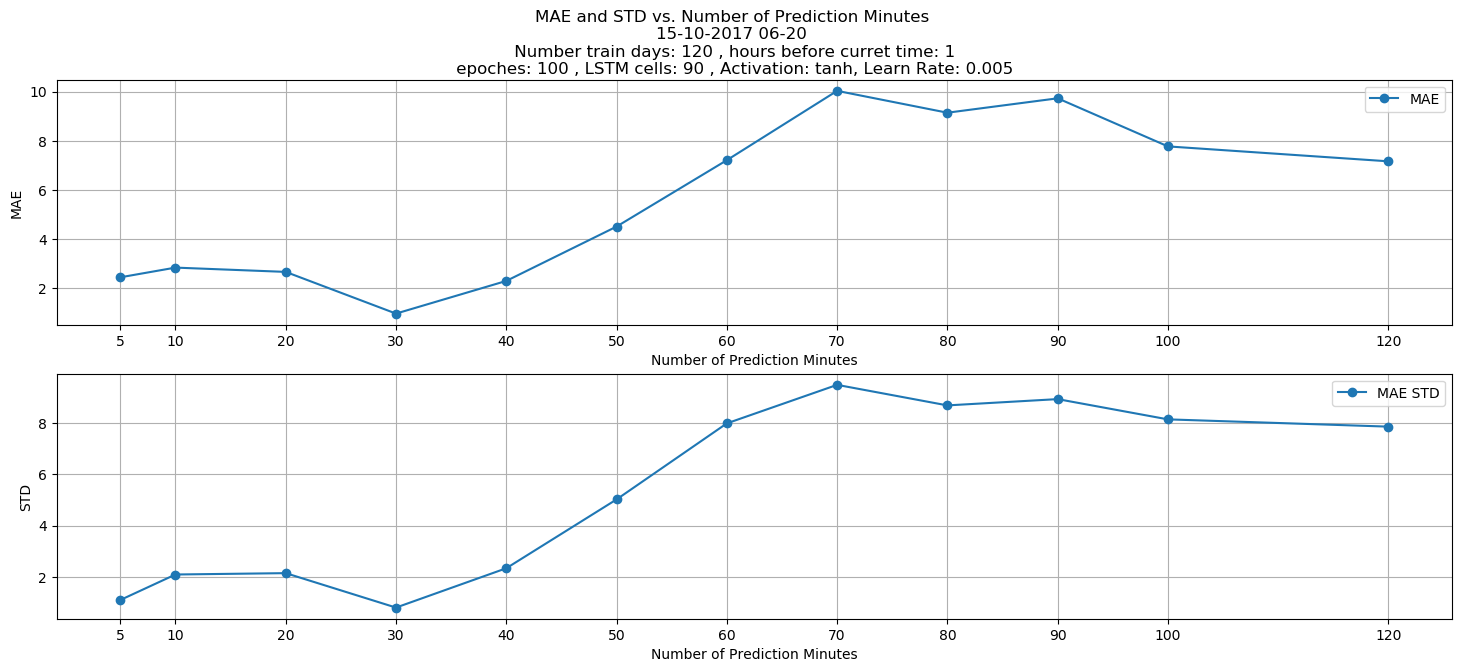 MAE and STD vs. Number of Prediction Minutes
15-10-2017 06-20
Number train days: 120 , hours before curret time: 1
epoches: 100 , LSTM cells: 90 , Activation: tanh, Learn Rate: 0.005
MAE
10
8
6
4
2
MAE
5 10 20 30 40 50 60 70 80 90 100 120
Number of Prediction Minutes
MAE STD
8
6
4
2
STD
5 10 20 30 40 50 60 70 80 90 100 120
Number of Prediction Minutes